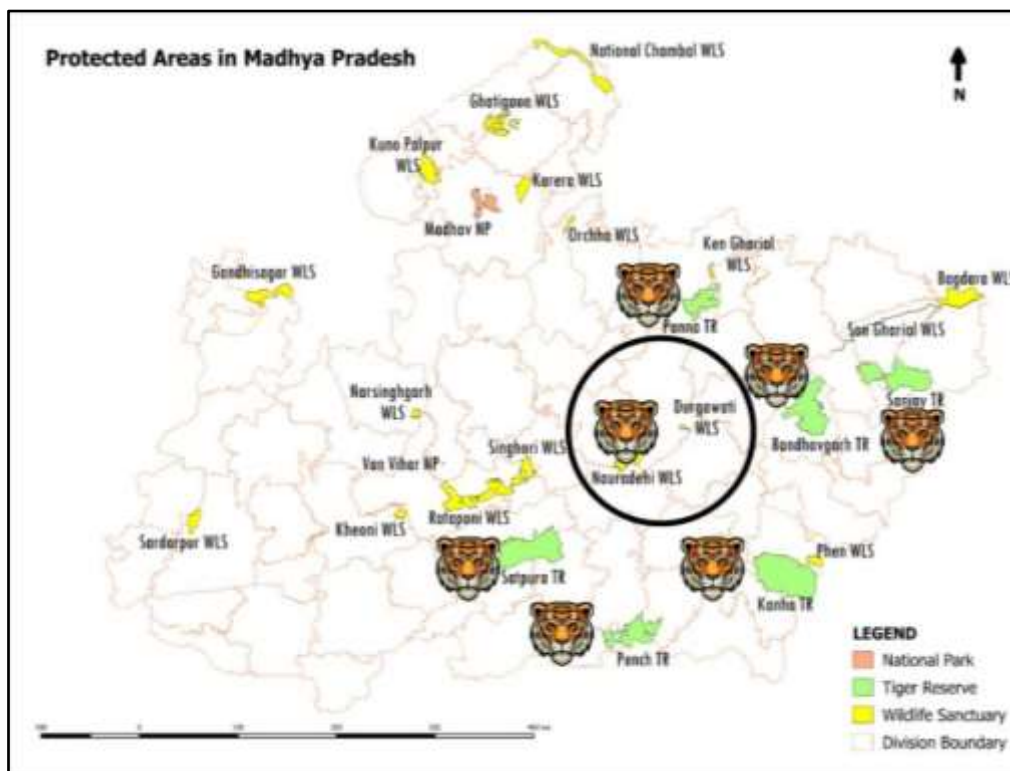 Protected Areas in Madhya Pradesh
National Chambal WLS
N
Ghatigaon WLS
Kuno Palpur
WLS
Karera WLS
Madhav NP
Orchha WLS
Ken Gharial
WLS
Gandhisagar WLS
Bagdara WLS
Panna TR
Son Gharial WLS
Narsinghgarh
WLS
Durgawati
WLS
Sanjay TR
Singhori WLS
Bandhavgarh TR
Van Vihar NP
Nauradehi WLS
Ratapani WLS
Kheoni WLS
Sardarpur WLS
Phen WLS
Satpura TR
Kanha TR
Pench TR
LEGEND
National Park
Tiger Reserve
Wildlife Sanctuary
Division Boundary